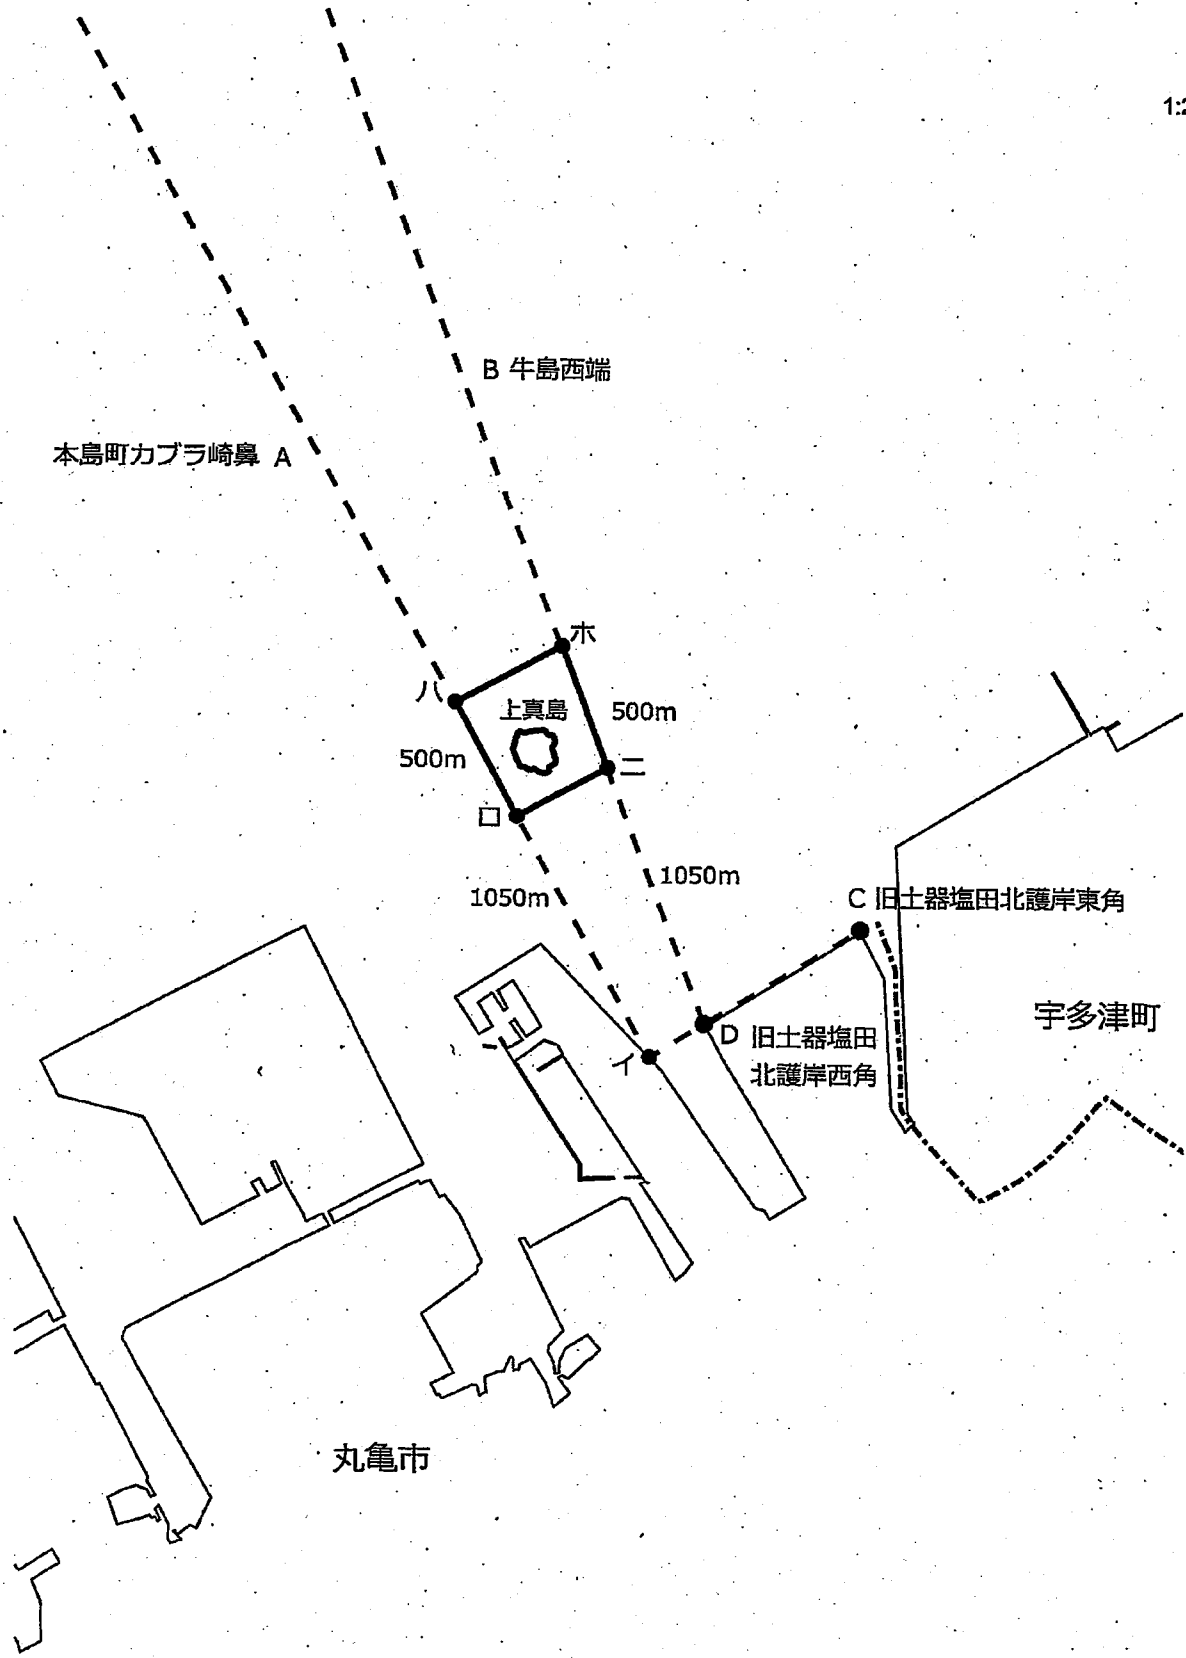 1:2
B 牛島西端
本島町カブラ崎鼻 A
ホ
ハ
上真島
500m
500m
ニ
ロ
1050m
1050m
C 旧土器塩田北護岸東角
宇多津町
D 旧土器塩田
北護岸西角
イ
丸亀市